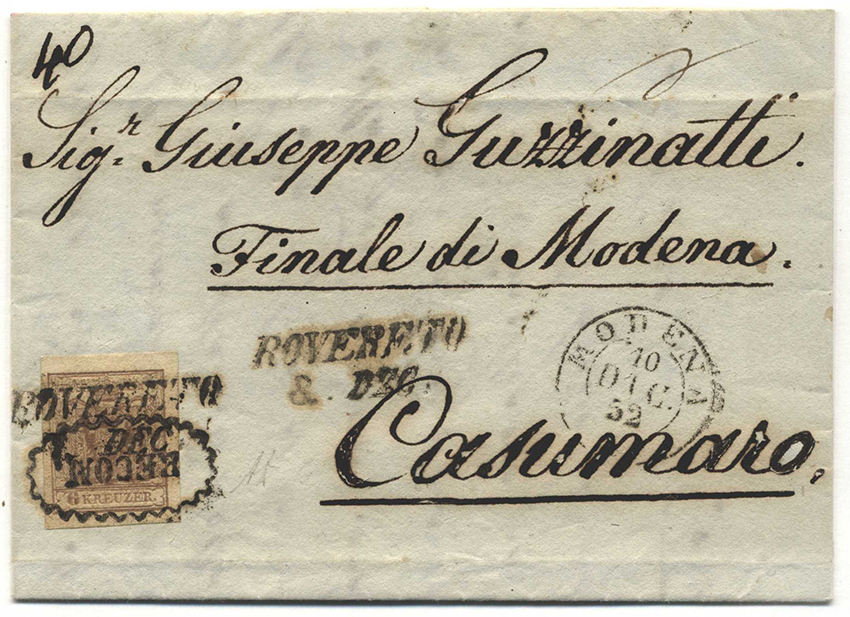 40
Sig.r Giuseppe Guzzinatti.
Finale di Modena.
ROVERETO
8. DEC.
MODENA
10
DIC.
52
ROVERETO
DEC
RECOM
6 KREUZER.
Casumaro,